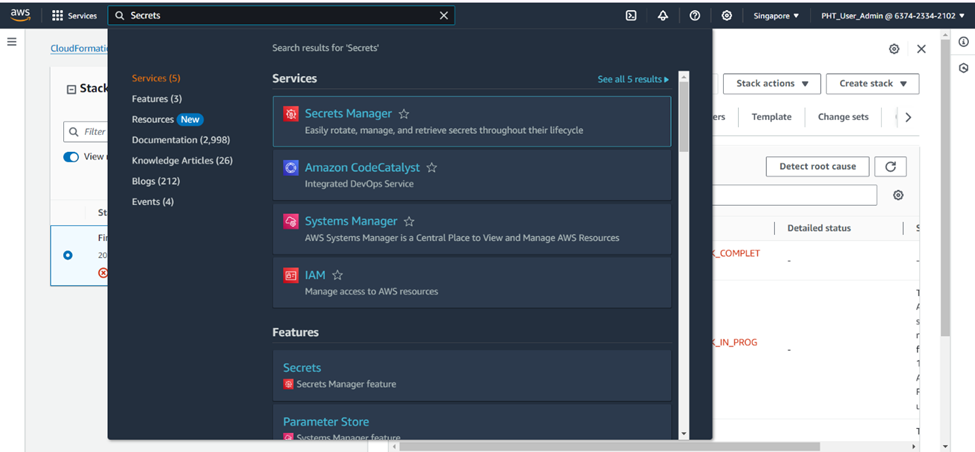 aws
Services
Secrets
Singapore
PHT_User_Admin @ 6374-2334-2102
CloudFormatio
Stack
Filter
View
St
Fir
20
Search results for 'Secrets'
Services (5)
Features (3)
Resources New
Documentation (2,998)
Knowledge Articles (26)
Blogs (212)
Events (4)
Services
See all 5 results
Secrets Manager
Easily rotate, manage, and retrieve secrets throughout their lifecycle
Amazon CodeCatalyst
Integrated DevOps Service
Systems Manager
AWS Systems Manager is a Central Place to View and Manage AWS Resources
IAM
Manage access to AWS resources
Features
Secrets
Secrets Manager feature
Parameter Store
Systems Manager feature
Stack actions
Create stack
ers
Template
Change sets
Detect root cause
Detailed status
S
K_COMPLET
-
-
K_IN_PROG
-
T
A
s
r
f
T
A
F
u
T